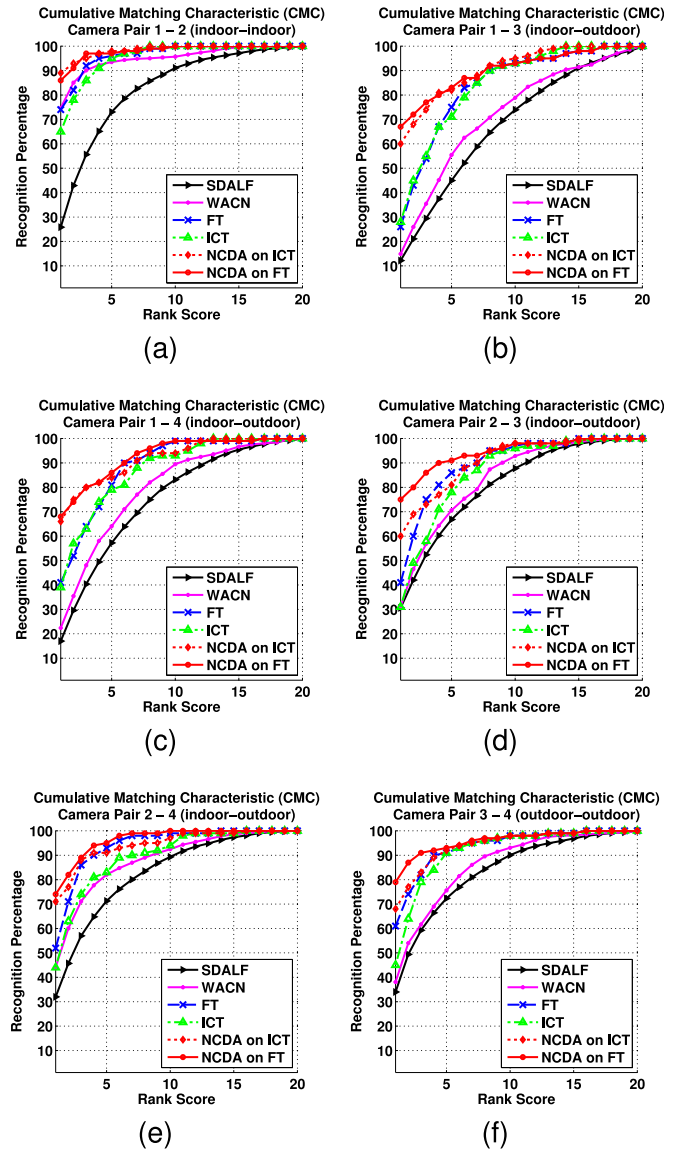 Cumulative Matching Characteristic (CMC)
Camera Pair 1 – 2 (indoor–indoor)
Recognition Percentage
100
90
80
70
60
50
40
30
20
10
SDALF
WACN
FT
ICT
NCDA on ICT
NCDA on FT
5 10 15 20
Rank Score
(a)
Cumulative Matching Characteristic (CMC)
Camera Pair 1 – 3 (indoor–outdoor)
Recognition Percentage
100
90
80
70
60
50
40
30
20
10
SDALF
WACN
FT
ICT
NCDA on ICT
NCDA on FT
5 10 15 20
Rank Score
(b)
Cumulative Matching Characteristic (CMC)
Camera Pair 1 – 4 (indoor–outdoor)
Recognition Percentage
100
90
80
70
60
50
40
30
20
10
SDALF
WACN
FT
ICT
NCDA on ICT
NCDA on FT
5 10 15 20
Rank Score
(c)
Cumulative Matching Characteristic (CMC)
Camera Pair 2 – 3 (indoor–outdoor)
Recognition Percentage
100
90
80
70
60
50
40
30
20
10
SDALF
WACN
FT
ICT
NCDA on ICT
NCDA on FT
5 10 15 20
Rank Score
(d)
Cumulative Matching Characteristic (CMC)
Camera Pair 2 – 4 (indoor–outdoor)
Recognition Percentage
100
90
80
70
60
50
40
30
20
10
SDALF
WACN
FT
ICT
NCDA on ICT
NCDA on FT
5 10 15 20
Rank Score
(e)
Cumulative Matching Characteristic (CMC)
Camera Pair 3 – 4 (outdoor–outdoor)
Recognition Percentage
100
90
80
70
60
50
40
30
20
10
SDALF
WACN
FT
ICT
NCDA on ICT
NCDA on FT
5 10 15 20
Rank Score
(f)